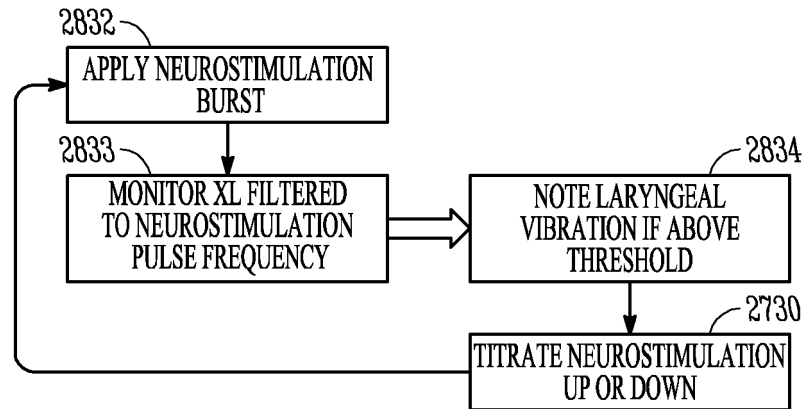 2832
APPLY NEUROSTIMULATION
BURST
2833
MONITOR XL FILTERED
TO NEUROSTIMULATION
PULSE FREQUENCY
2834
NOTE LARYNGEAL
VIBRATION IF ABOVE
THRESHOLD
2730
TITRATE NEUROSTIMULATION
UP OR DOWN